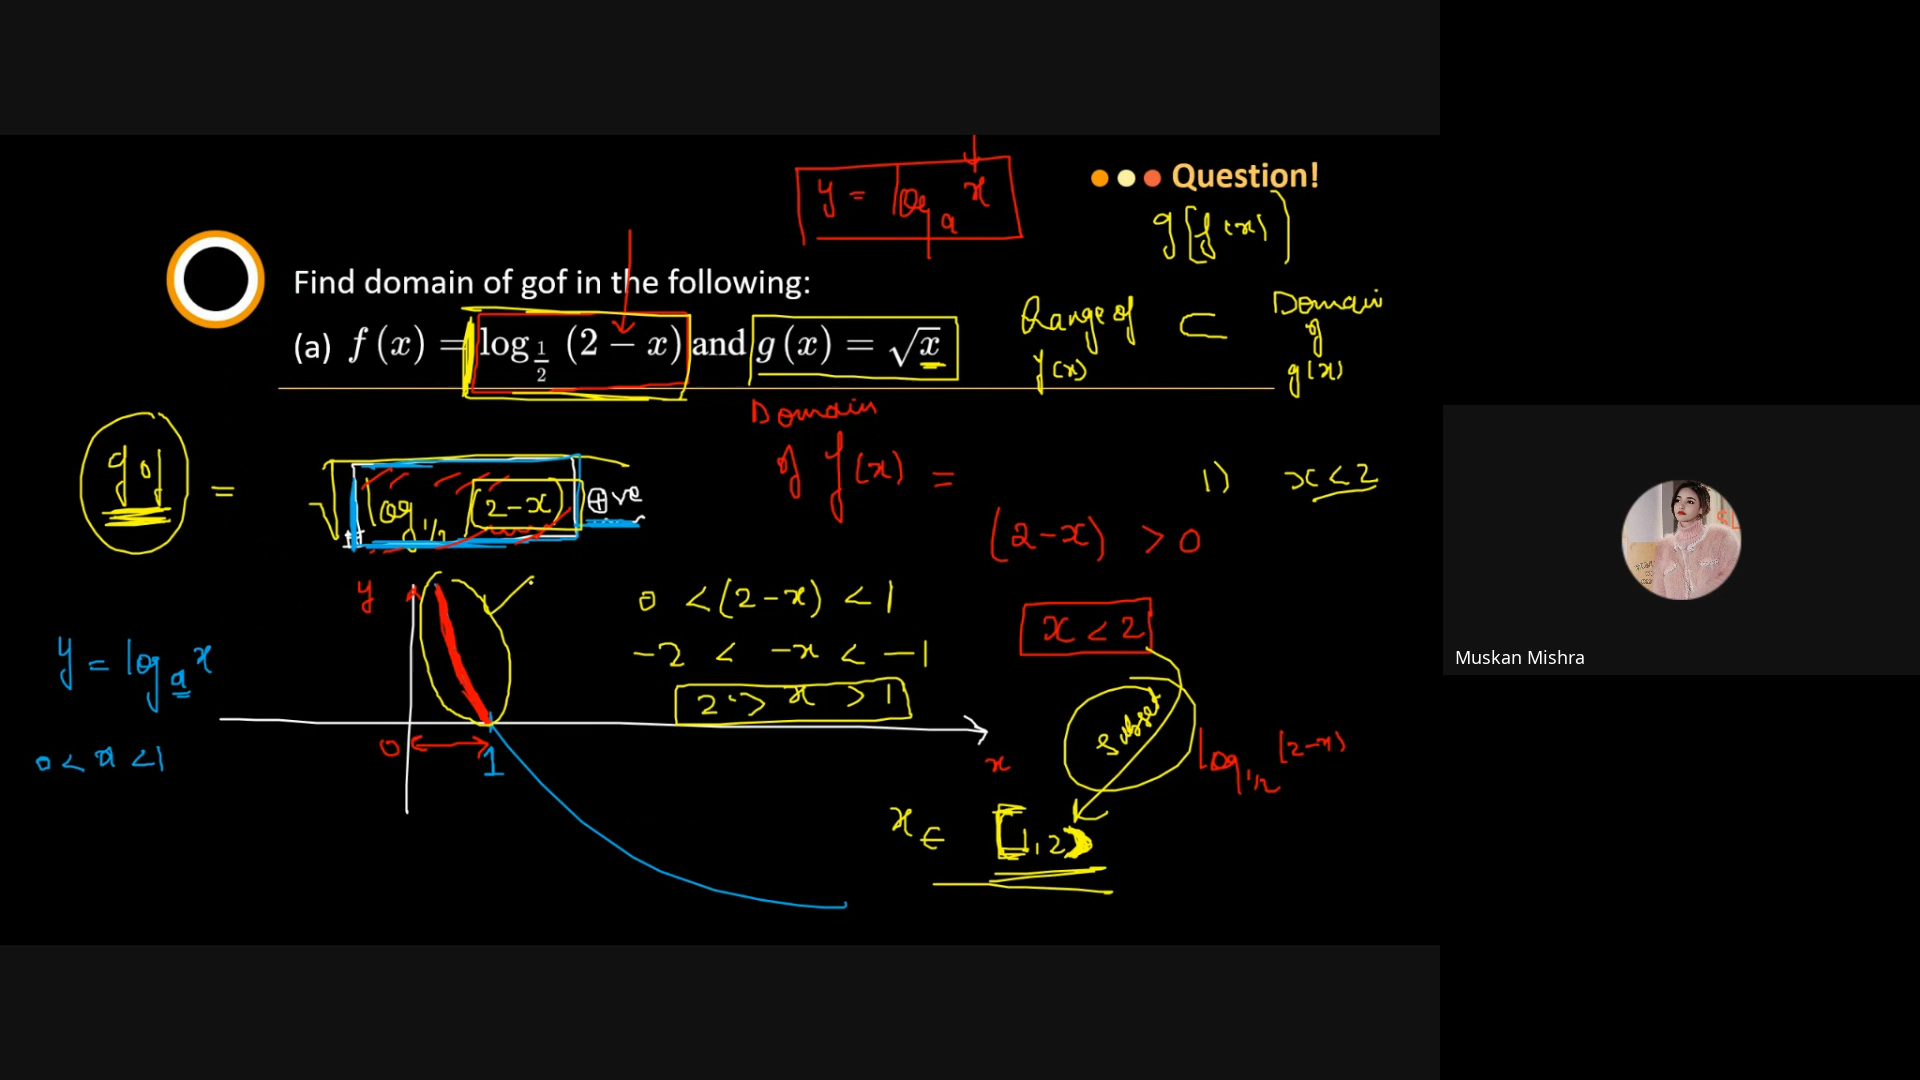 y = log_a x
Question!
g[f(x)]
Find domain of gof in the following:
(a) f(x) = log_{1/2} (2 − x) and g(x) = √x
Range of f(x) ⊂ Domain of g(x)
gof = √(log_{1/2} (2-x)) ⊕ve
Domain of f(x) =
1) x < 2
(2-x) > 0
y
0 < (2-x) < 1
x < 2
-2 < -x < -1
y = log_a x
2 > x > 1
subset
log_{1/2} (2-x)
0 < x < 1
0
1
x
x ∈ [1, 2)
Muskan Mishra